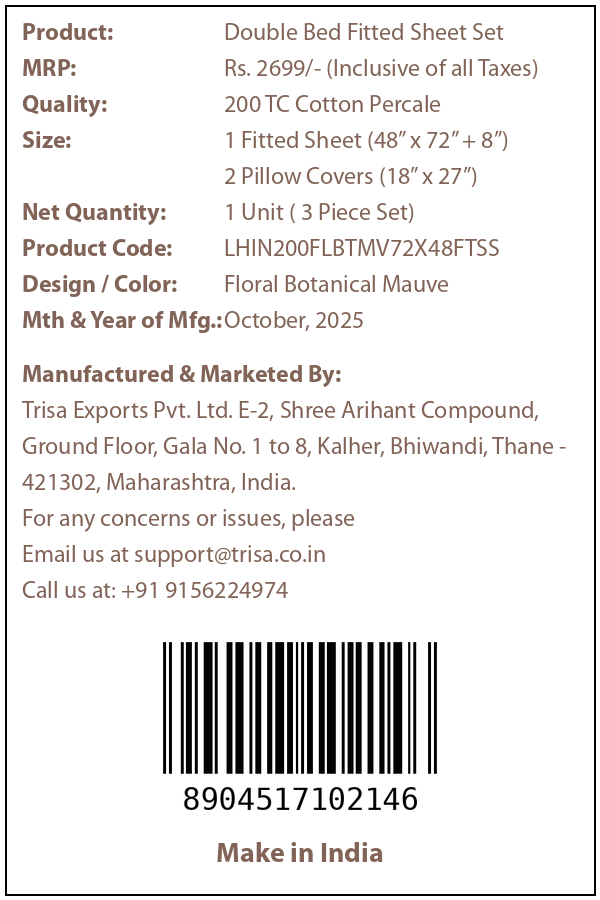 Product: Double Bed Fitted Sheet Set
MRP: Rs. 2699/- (Inclusive of all Taxes)
Quality: 200 TC Cotton Percale
Size: 1 Fitted Sheet (48” x 72” + 8”)
2 Pillow Covers (18” x 27”)
Net Quantity: 1 Unit ( 3 Piece Set)
Product Code: LHIN200FLBTMV72X48FTSS
Design / Color: Floral Botanical Mauve
Mth & Year of Mfg.: October, 2025
Manufactured & Marketed By:
Trisa Exports Pvt. Ltd. E-2, Shree Arihant Compound,
Ground Floor, Gala No. 1 to 8, Kalher, Bhiwandi, Thane -
421302, Maharashtra, India.
For any concerns or issues, please
Email us at support@trisa.co.in
Call us at: +91 9156224974
8904517102146
Make in India